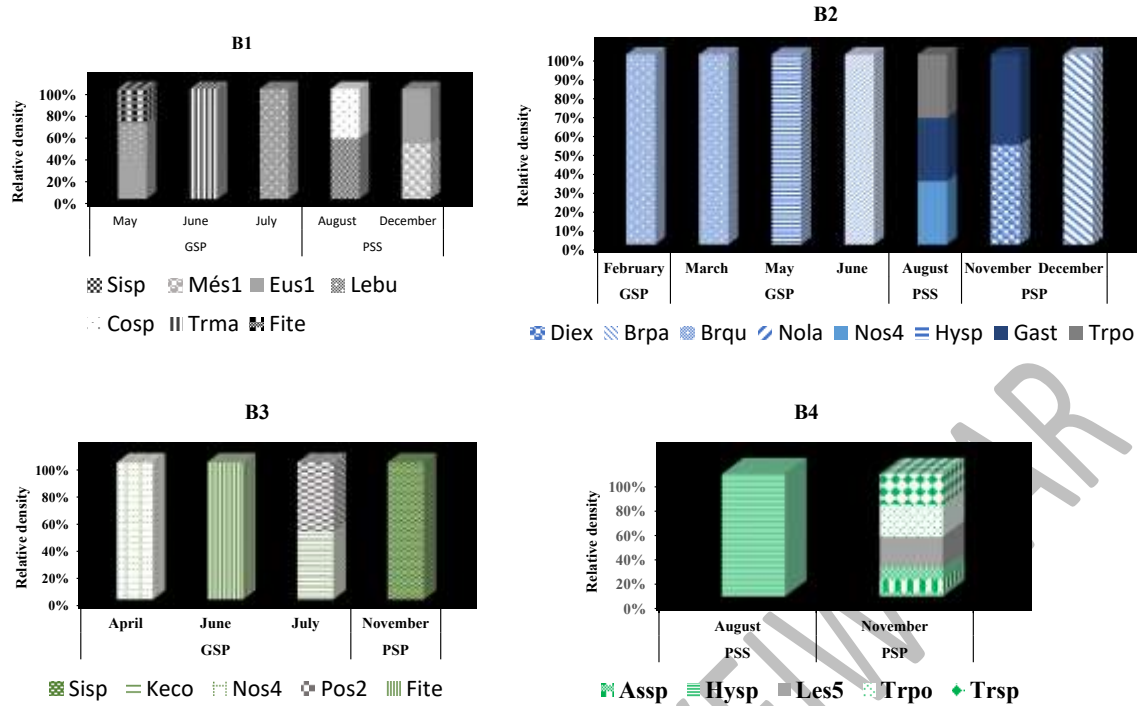 B1
Relative density
100%
80%
60%
40%
20%
0%
May June July August December
GSP PSS
Sisp Més1 Eus1 Lebu
Cosp Trma Fite
B2
Relative density
100%
90%
80%
70%
60%
50%
40%
30%
20%
10%
0%
February March May June August November December
GSP GSP PSS PSP
Diex Brpa Brqu Nola Nos4 Hysp Gast Trpo
B3
Relative density
100%
80%
60%
40%
20%
0%
April June July November
GSP PSP
Sisp Keco Nos4 Pos2 Fite
B4
Relative density
100%
80%
60%
40%
20%
0%
August November
PSS PSP
Assp Hysp Les5 Trpo Trsp